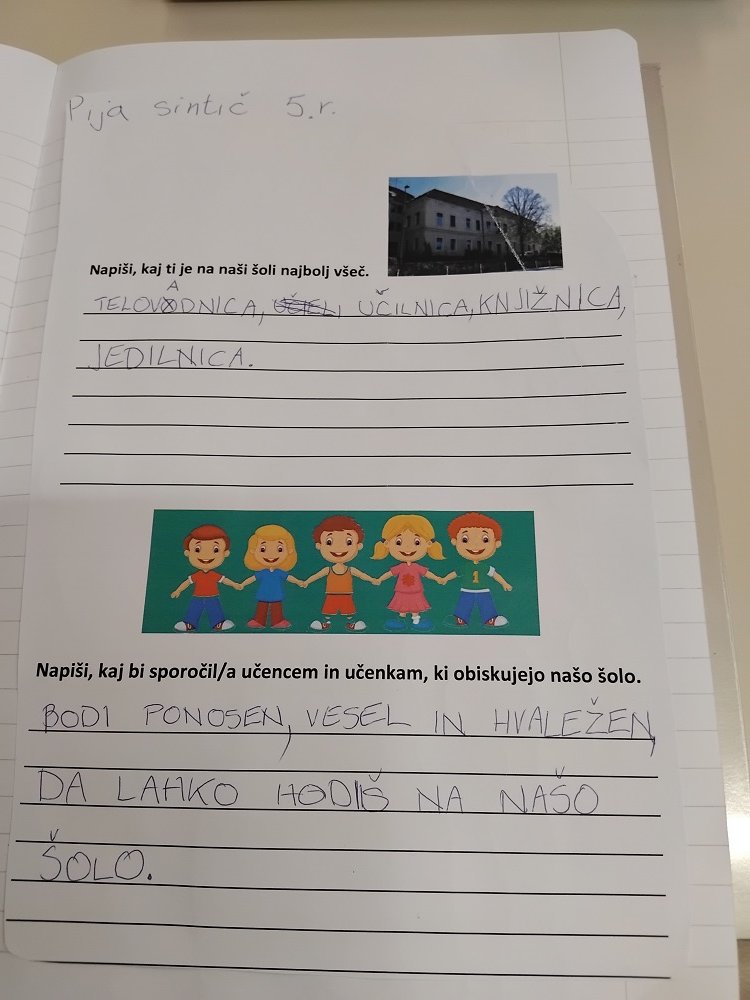 Pija sintič 5.r.
Napiši, kaj ti je na naši šoli najbolj všeč.
TELOVADNICA, UČILNICA, KNJIŽNICA,
JEDILNICA.
1
Napiši, kaj bi sporočil/a učencem in učenkam, ki obiskujejo našo šolo.
BODI PONOSEN, VESEL IN HVALEŽEN,
DA LAHKO HODIŠ NA NAŠO
ŠOLO.